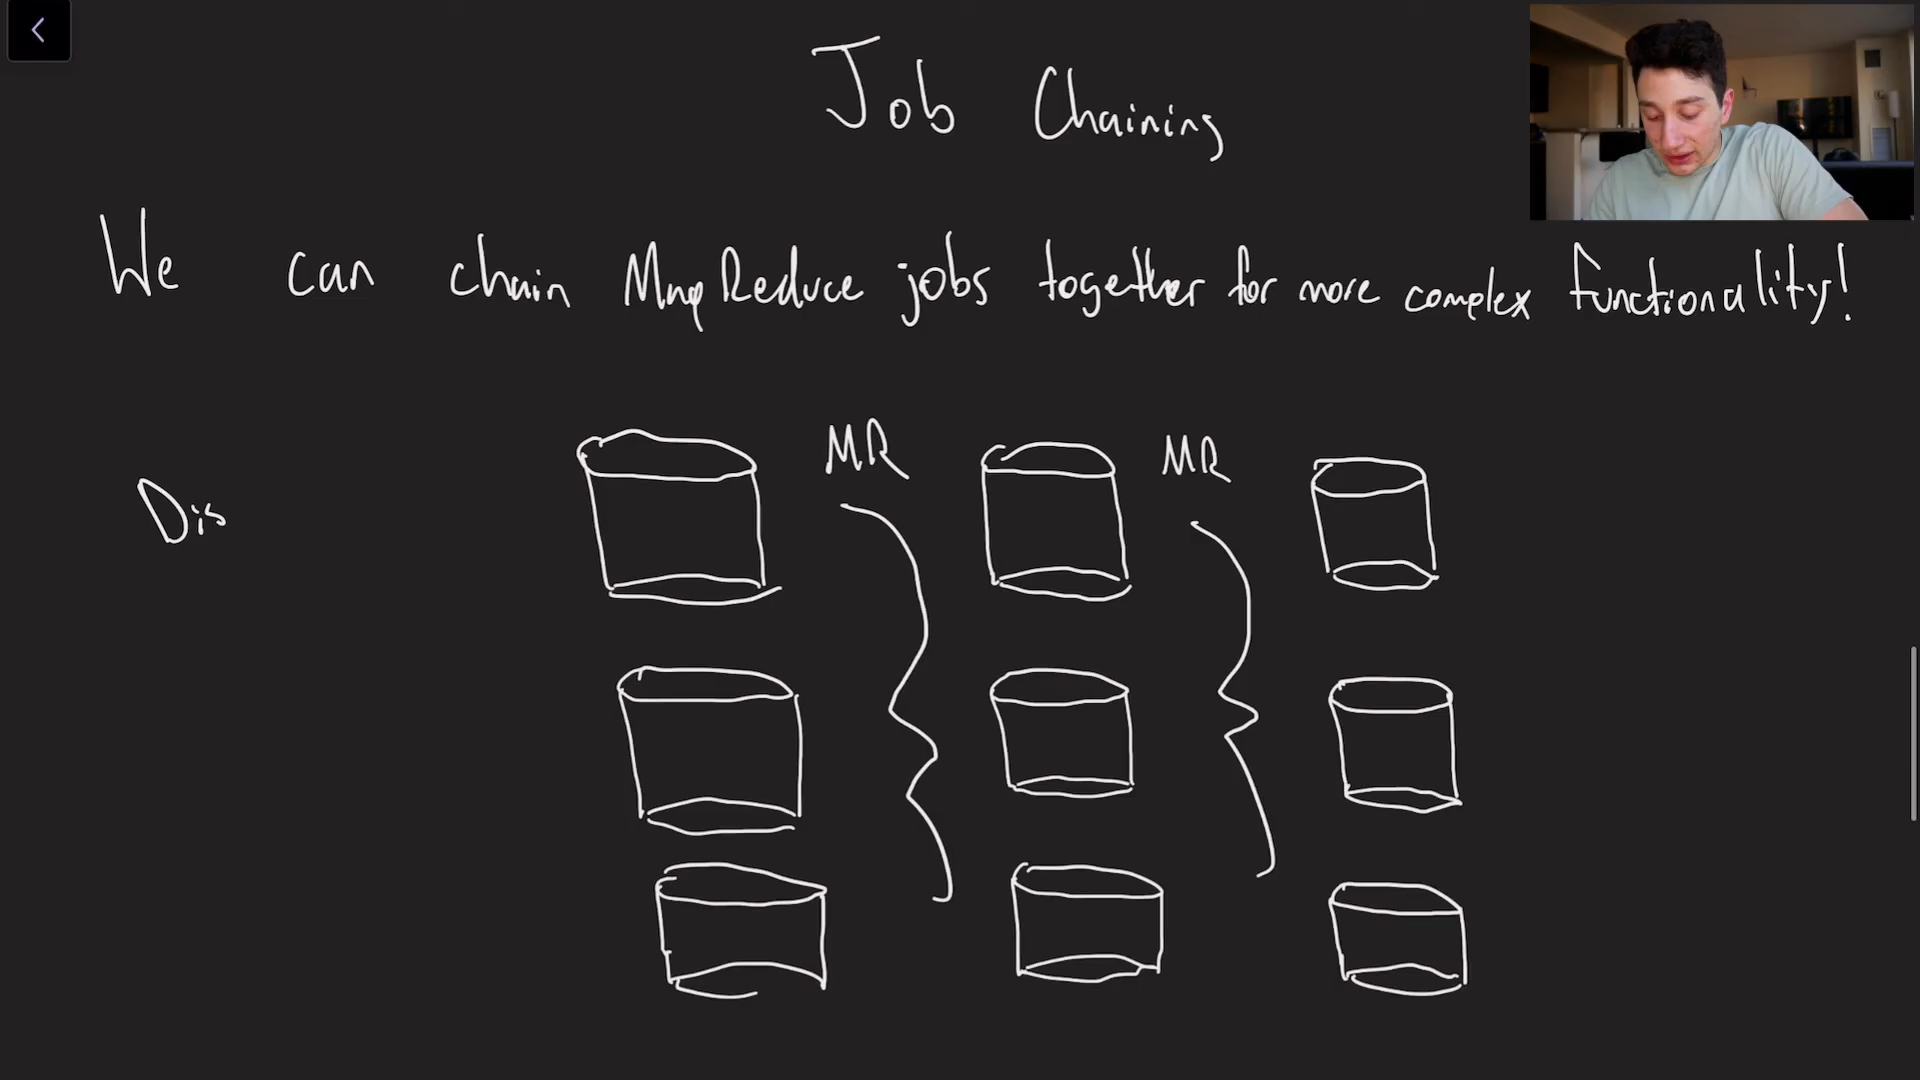 Job Chaining
We can chain MapReduce jobs together for more complex functionality!
MR MR
Dis